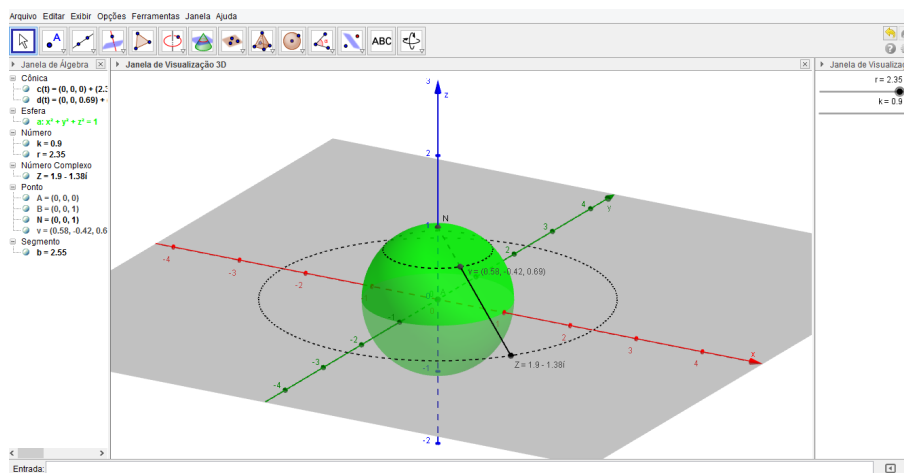 Arquivo Editar Exibir Opções Ferramentas Janela Ajuda
A
ABC
Janela de Álgebra
Cônica
c(t) = (0, 0, 0) + (2.3
d(t) = (0, 0, 0.69) +
Esfera
a: x² + y² + z² = 1
Número
k = 0.9
r = 2.35
Número Complexo
Z = 1.9 - 1.38í
Ponto
A = (0, 0, 0)
B = (0, 0, 1)
N = (0, 0, 1)
v = (0.58, -0.42, 0.6
Segmento
b = 2.55
Janela de Visualização 3D
3
z
2
N
1
4
Y
3
2
-4
-3
-2
v = (0.58, -0.42, 0.69)
-1
2
3
4
x
-2
-3
-4
Z = 1.9 - 1.38í
-1
-2
Janela de Visualiza
r = 2.35
k = 0.9
Entrada: